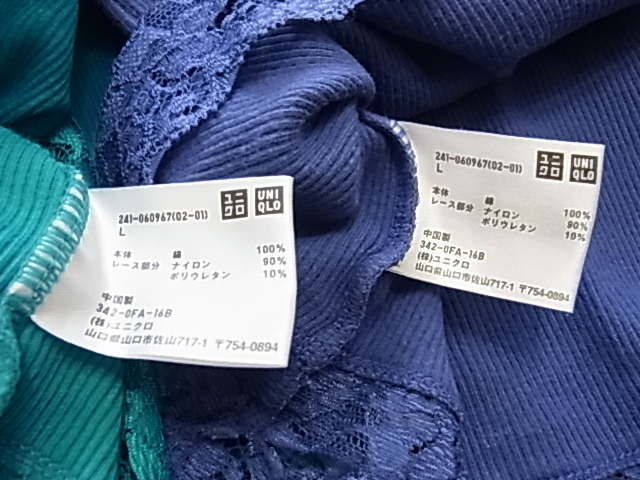 241-060967(02-01)
L
ユニクロ
UNIQLO
本体 綿 100%
レース部分 ナイロン 90%
ポリウレタン 10%
中国製
342-0FA-16B
(株)ユニクロ
山口県山口市佐山717-1 〒754-0894
241-060967(02-01)
L
ユニクロ
UNIQLO
本体 綿 100%
レース部分 ナイロン 90%
ポリウレタン 10%
中国製
342-0FA-16B
(株)ユニクロ
山口県山口市佐山717-1 〒754-0894